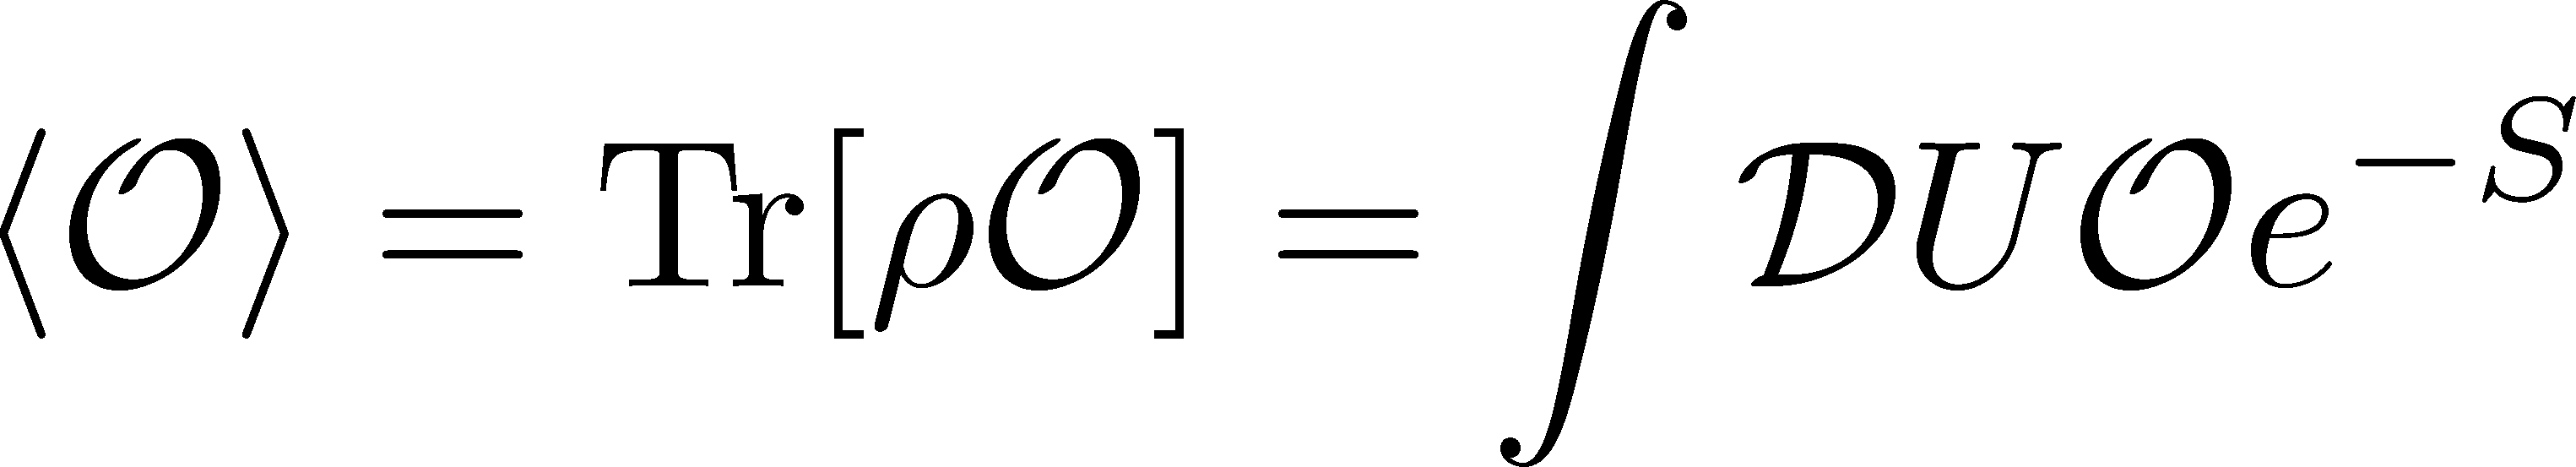 ⟨𝒪⟩ = Tr[ρ𝒪] = ∫ 𝒟U𝒪e^{−S}